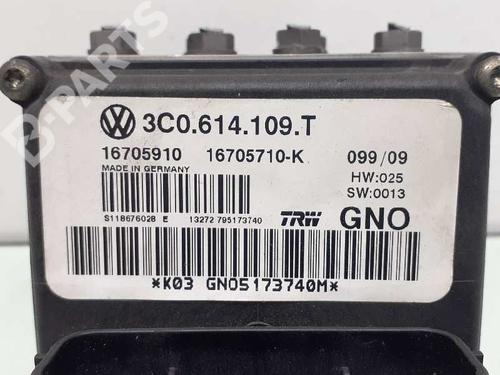 B-PARTS
3C0.614.109.T
16705910 16705710-K 099/09
MADE IN GERMANY HW:025
SW:0013
S118676028 E 13272 795173740 TRW GNO
*K03 GNO5173740M*